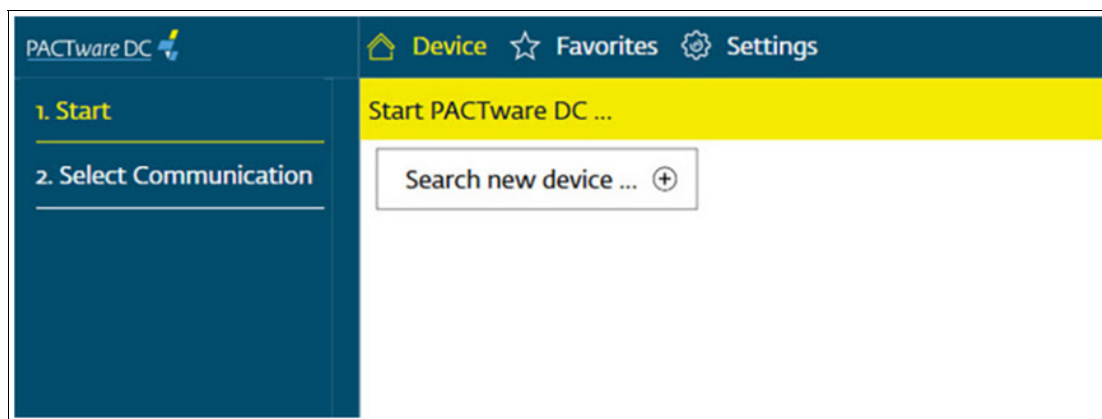 PACTware DC
Device Favorites Settings
1. Start
Start PACTware DC ...
2. Select Communication
Search new device ...